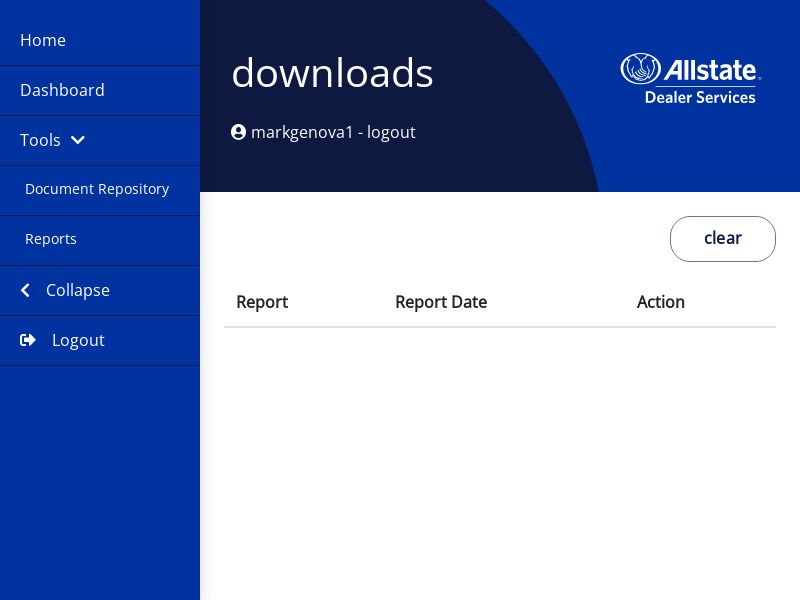 Home
Dashboard
Tools
Document Repository
Reports
Collapse
Logout
downloads
markgenova1 - logout
Allstate
Dealer Services
clear
Report Report Date Action